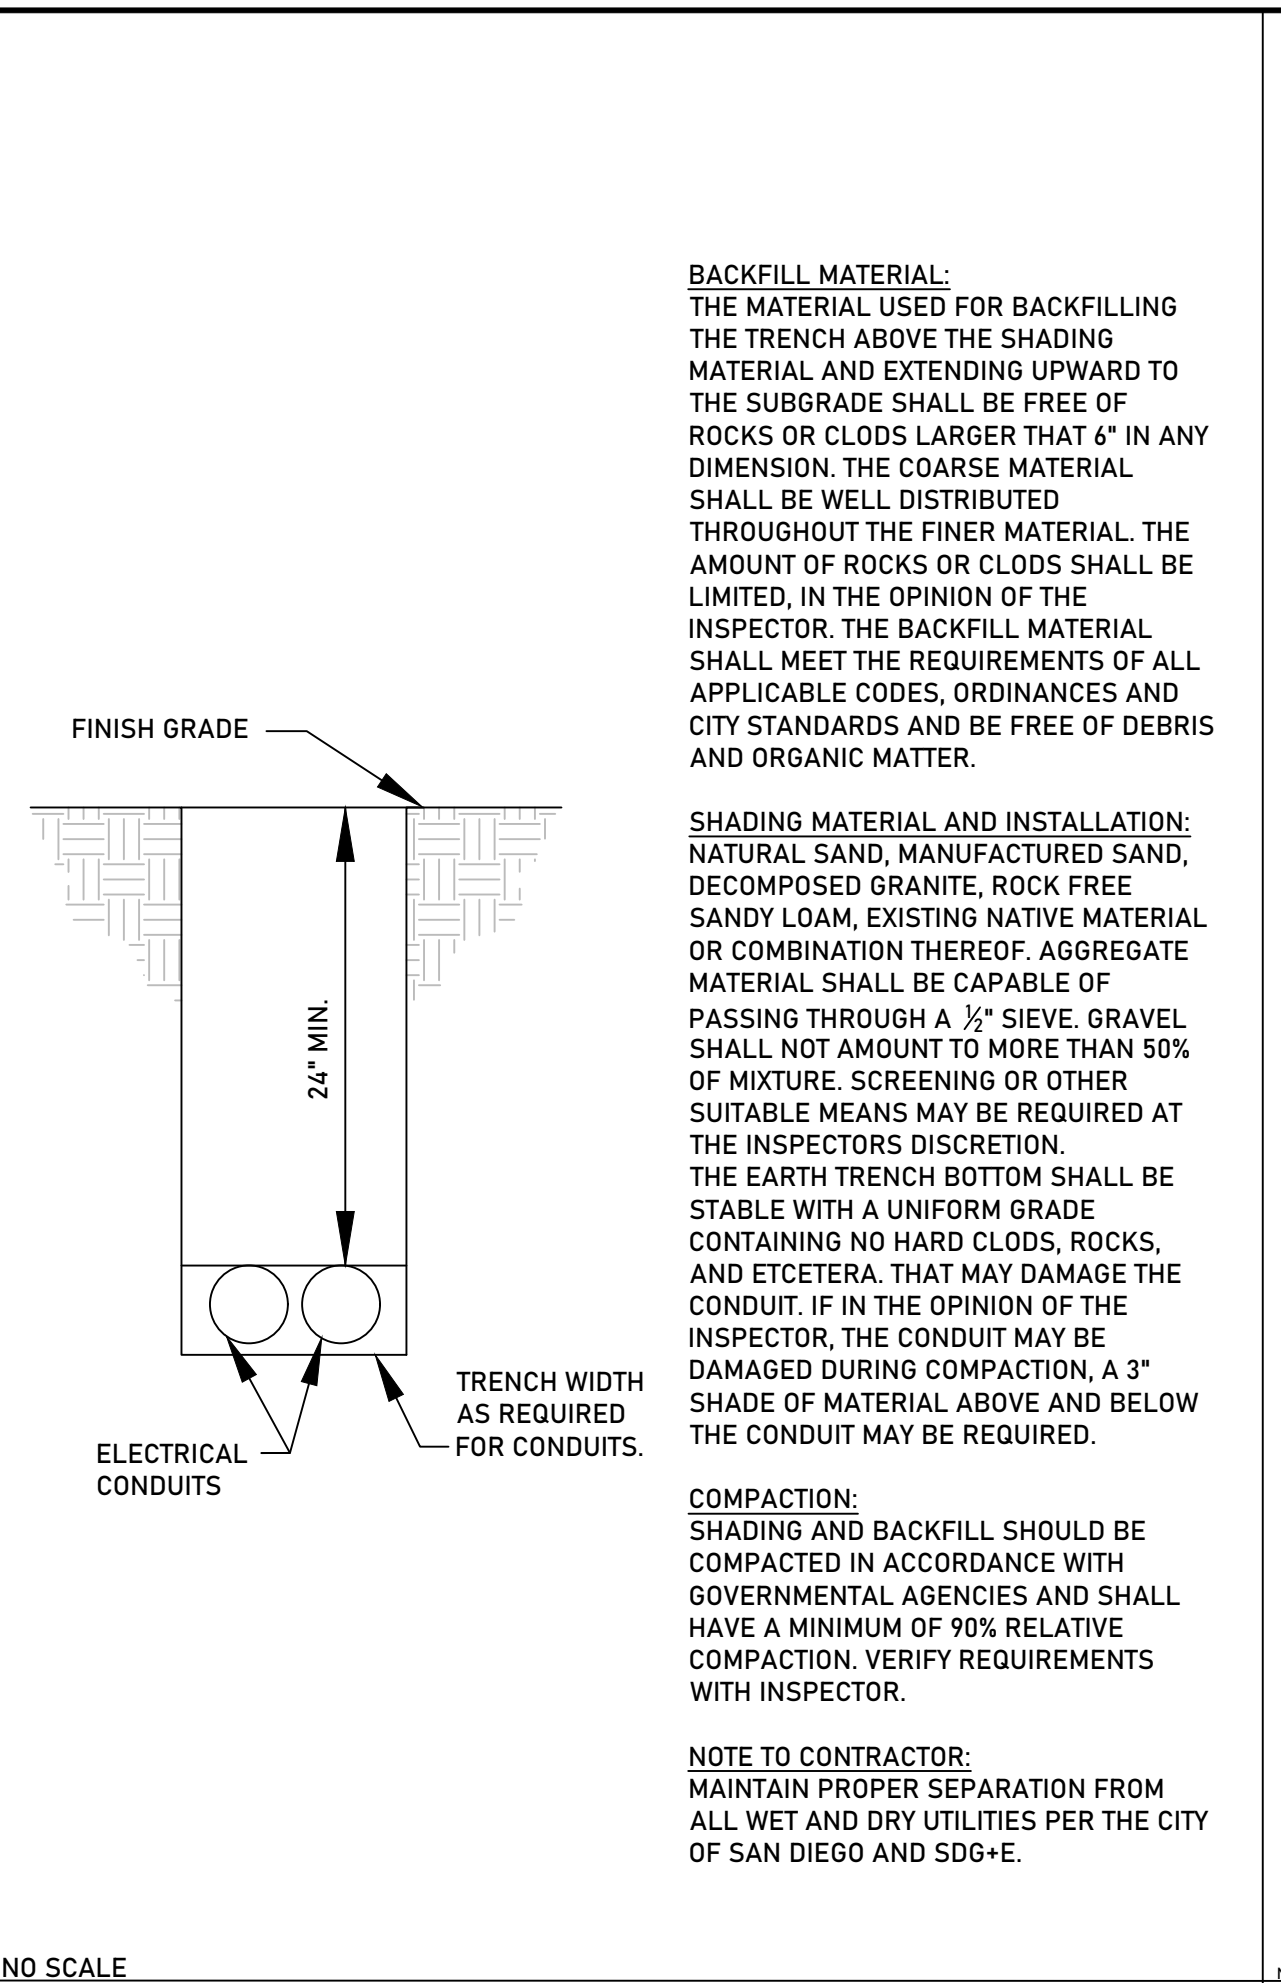 BACKFILL MATERIAL:
THE MATERIAL USED FOR BACKFILLING
THE TRENCH ABOVE THE SHADING
MATERIAL AND EXTENDING UPWARD TO
THE SUBGRADE SHALL BE FREE OF
ROCKS OR CLODS LARGER THAT 6" IN ANY
DIMENSION. THE COARSE MATERIAL
SHALL BE WELL DISTRIBUTED
THROUGHOUT THE FINER MATERIAL. THE
AMOUNT OF ROCKS OR CLODS SHALL BE
LIMITED, IN THE OPINION OF THE
INSPECTOR. THE BACKFILL MATERIAL
SHALL MEET THE REQUIREMENTS OF ALL
APPLICABLE CODES, ORDINANCES AND
CITY STANDARDS AND BE FREE OF DEBRIS
AND ORGANIC MATTER.
SHADING MATERIAL AND INSTALLATION:
NATURAL SAND, MANUFACTURED SAND,
DECOMPOSED GRANITE, ROCK FREE
SANDY LOAM, EXISTING NATIVE MATERIAL
OR COMBINATION THEREOF. AGGREGATE
MATERIAL SHALL BE CAPABLE OF
PASSING THROUGH A ½" SIEVE. GRAVEL
SHALL NOT AMOUNT TO MORE THAN 50%
OF MIXTURE. SCREENING OR OTHER
SUITABLE MEANS MAY BE REQUIRED AT
THE INSPECTORS DISCRETION.
THE EARTH TRENCH BOTTOM SHALL BE
STABLE WITH A UNIFORM GRADE
CONTAINING NO HARD CLODS, ROCKS,
AND ETCETERA. THAT MAY DAMAGE THE
CONDUIT. IF IN THE OPINION OF THE
INSPECTOR, THE CONDUIT MAY BE
DAMAGED DURING COMPACTION, A 3"
SHADE OF MATERIAL ABOVE AND BELOW
THE CONDUIT MAY BE REQUIRED.
COMPACTION:
SHADING AND BACKFILL SHOULD BE
COMPACTED IN ACCORDANCE WITH
GOVERNMENTAL AGENCIES AND SHALL
HAVE A MINIMUM OF 90% RELATIVE
COMPACTION. VERIFY REQUIREMENTS
WITH INSPECTOR.
NOTE TO CONTRACTOR:
MAINTAIN PROPER SEPARATION FROM
ALL WET AND DRY UTILITIES PER THE CITY
OF SAN DIEGO AND SDG+E.
FINISH GRADE
24" MIN.
TRENCH WIDTH
AS REQUIRED
FOR CONDUITS.
ELECTRICAL
CONDUITS
NO SCALE